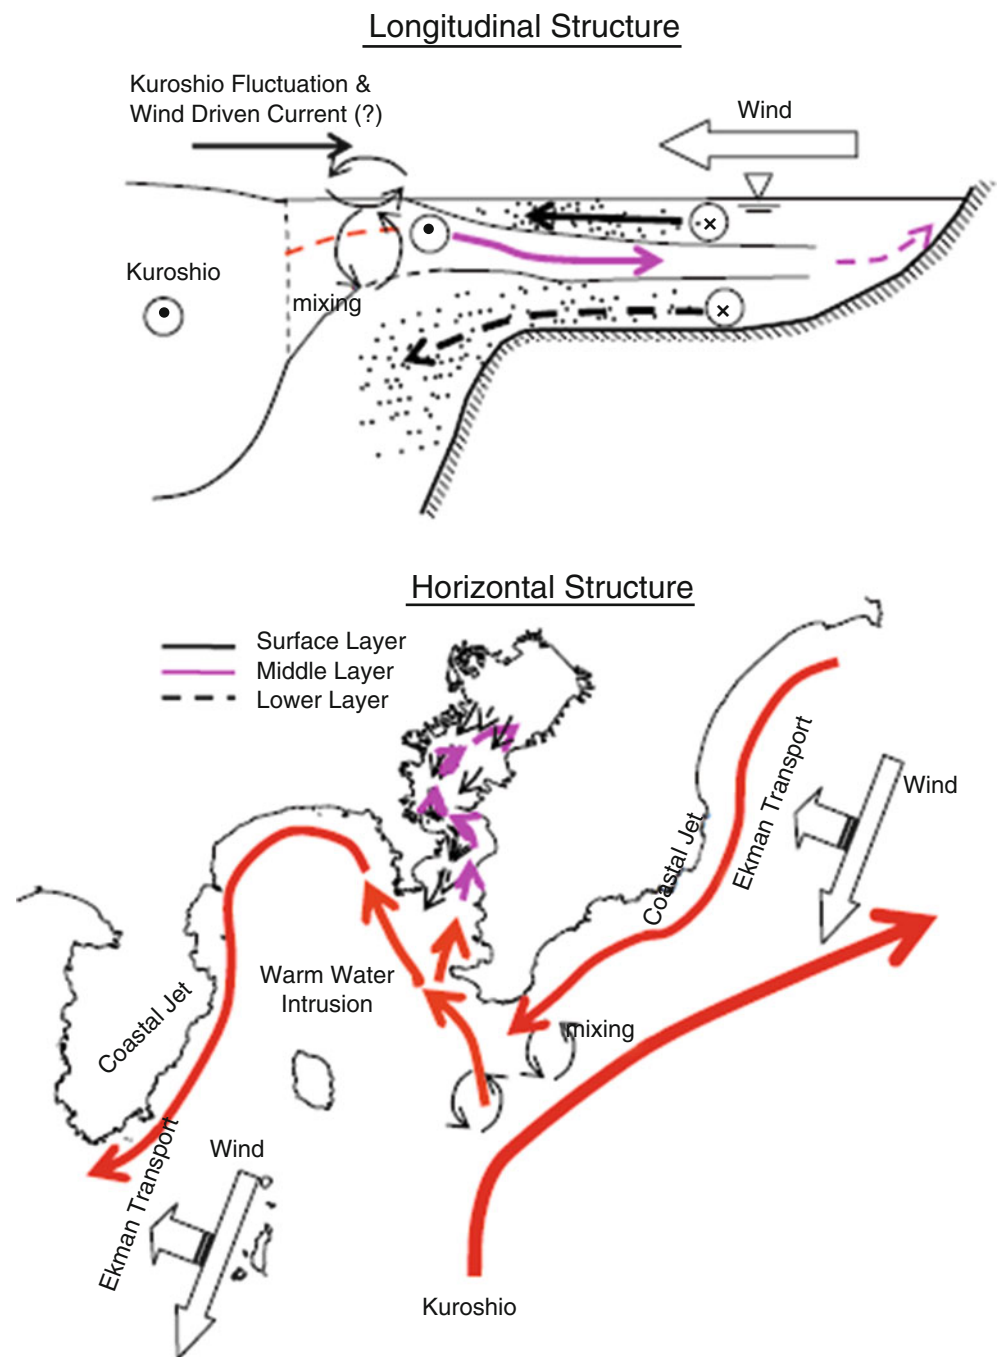 Longitudinal Structure
Kuroshio Fluctuation &
Wind Driven Current (?)
Wind
Kuroshio
mixing
Horizontal Structure
Surface Layer
Middle Layer
Lower Layer
Wind
Coastal Jet
Ekman Transport
Warm Water
Intrusion
Coastal Jet
mixing
Wind
Ekman Transport
Kuroshio